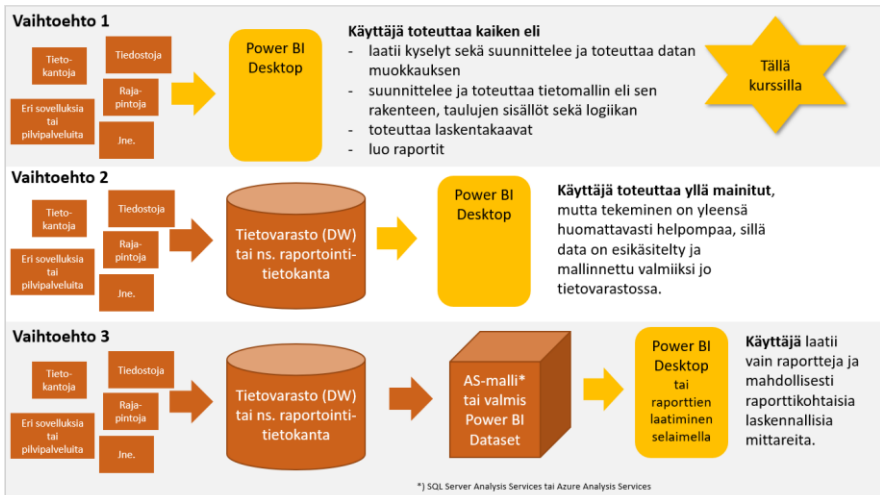 Vaihtoehto 1
Tieto-
kantoja
Tiedostoja
Raja-
pintoja
Eri sovelluksia
tai
pilvipalveluita
Jne.
Power BI
Desktop
Käyttäjä toteuttaa kaiken eli
- laatii kyselyt sekä suunnittelee ja toteuttaa datan
muokkauksen
- suunnittelee ja toteuttaa tietomallin eli sen
rakenteen, taulujen sisällöt sekä logiikan
- toteuttaa laskentakaavat
- luo raportit
Tällä
kurssilla
Vaihtoehto 2
Tieto-
kantoja
Tiedostoja
Raja-
pintoja
Eri sovelluksia
tai
pilvipalveluita
Jne.
Tietovarasto (DW)
tai ns. raportointi-
tietokanta
Power BI
Desktop
Käyttäjä toteuttaa yllä mainitut,
mutta tekeminen on yleensä
huomattavasti helpompaa, sillä
data on esikäsitelty ja
mallinnettu valmiiksi jo
tietovarastossa.
Vaihtoehto 3
Tieto-
kantoja
Tiedostoja
Raja-
pintoja
Eri sovelluksia
tai
pilvipalveluita
Jne.
Tietovarasto (DW)
tai ns. raportointi-
tietokanta
AS-malli*
tai valmis
Power BI
Dataset
Power BI
Desktop
tai
raporttien
laatiminen
selaimella
Käyttäjä laatii
vain raportteja ja
mahdollisesti
raporttikohtaisia
laskennallisia
mittareita.
*) SQL Server Analysis Services tai Azure Analysis Services